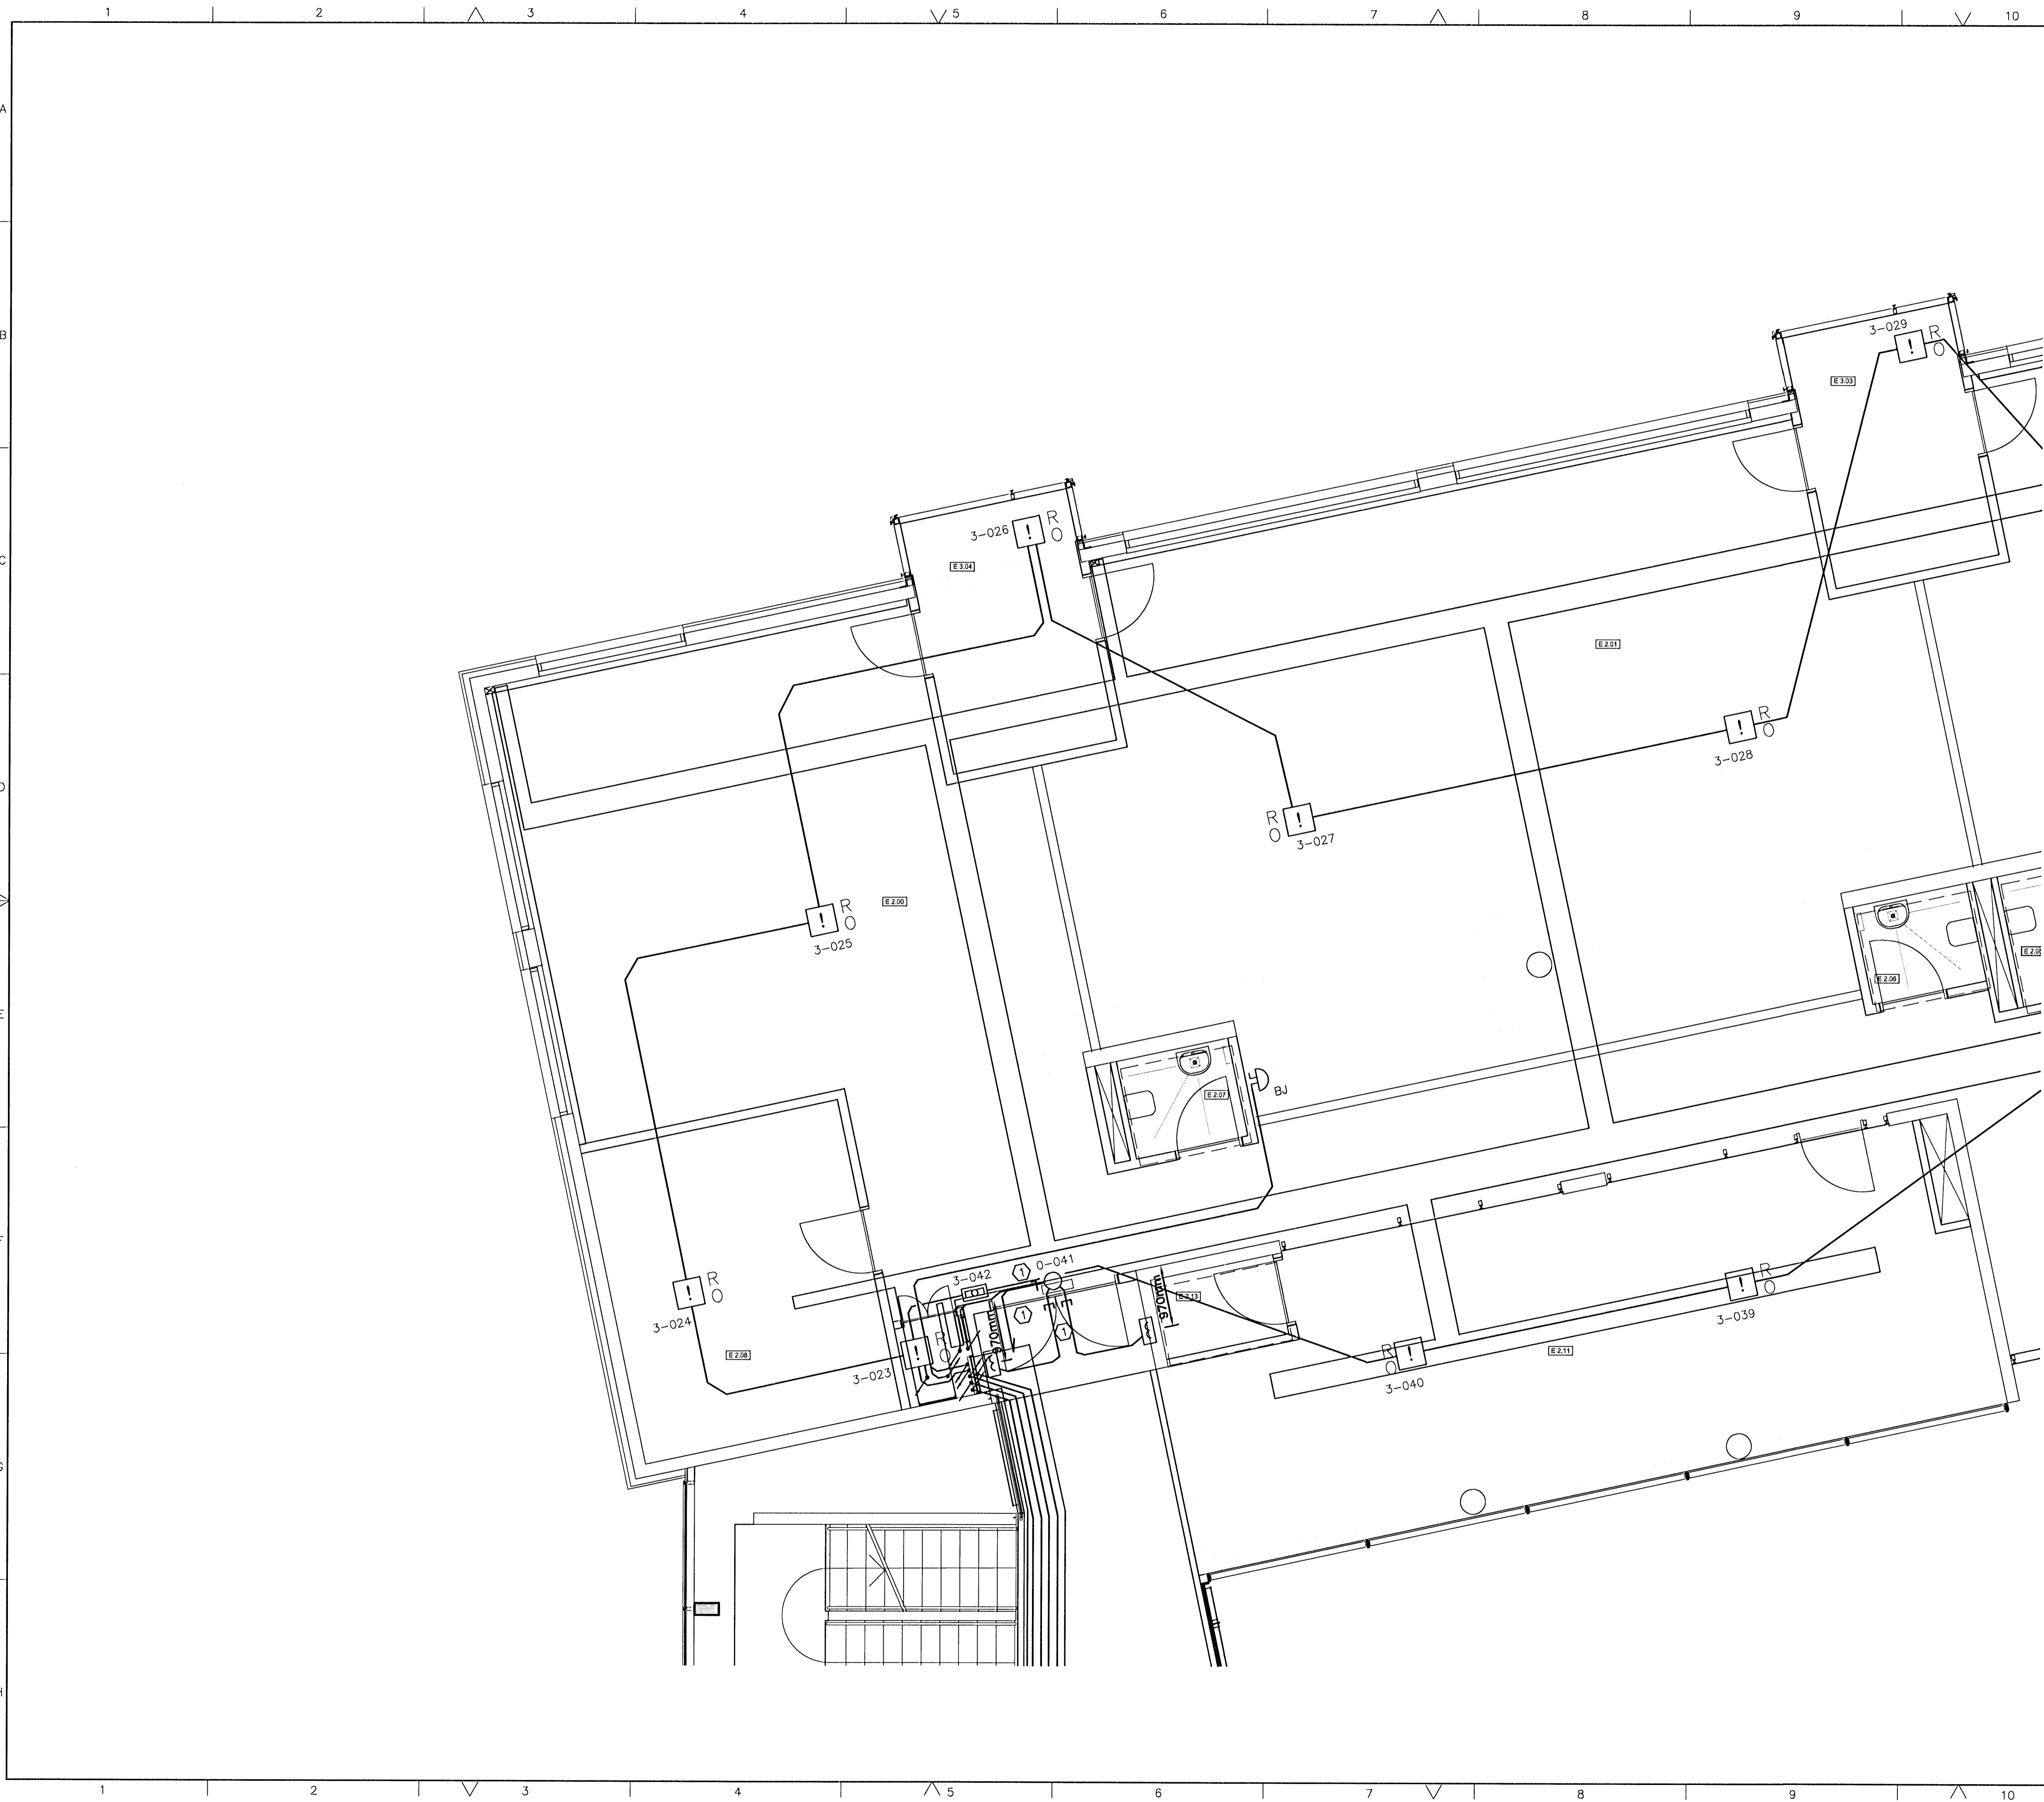 1 2 3 4 5 6 7 8 9 10
A
B
3-029 R
O
E 3.03
3-026 R
O
C
E 3.04
E 2.01
R
O
3-028
D
R
O
3-027
R
O
E 2.00
3-025
E 2.06
E
E 2.07
BJ
F
0-041
3-042
1
R
O
3-024
970mm
E 2.13
R
O
3-039
1
970mm
1
R
O
E 2.08
3-023
R
O
3-040
E 2.11
G
H
1 2 3 4 5 6 7 8 9 10